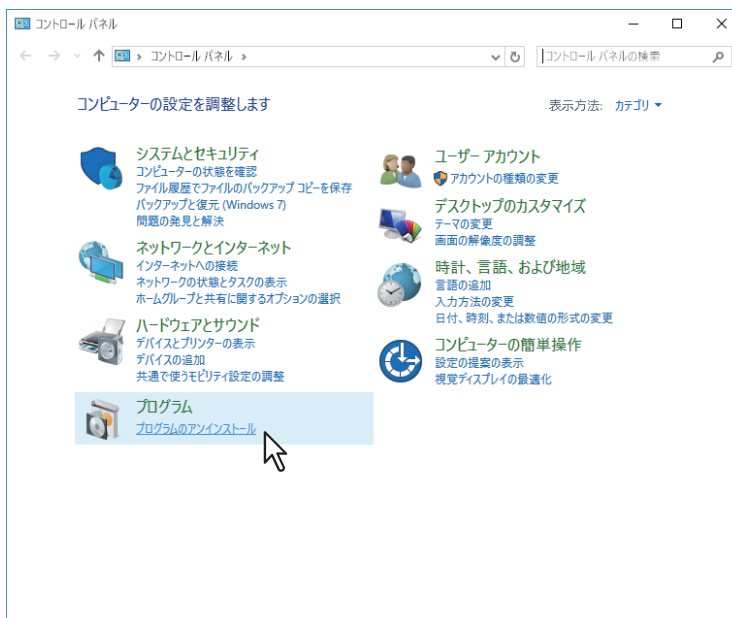 コントロール パネル
コントロール パネル
コントロール パネルの検索
コンピューターの設定を調整します
表示方法: カテゴリ
システムとセキュリティ
コンピューターの状態を確認
ファイル履歴でファイルのバックアップ コピーを保存
バックアップと復元 (Windows 7)
問題の発見と解決
ネットワークとインターネット
インターネットへの接続
ネットワークの状態とタスクの表示
ホームグループと共有に関するオプションの選択
ハードウェアとサウンド
デバイスとプリンターの表示
デバイスの追加
共通で使うモビリティ設定の調整
プログラム
プログラムのアンインストール
ユーザー アカウント
アカウントの種類の変更
デスクトップのカスタマイズ
テーマの変更
画面の解像度の調整
時計、言語、および地域
言語の追加
入力方法の変更
日付、時刻、または数値の形式の変更
コンピューターの簡単操作
設定の提案の表示
視覚ディスプレイの最適化